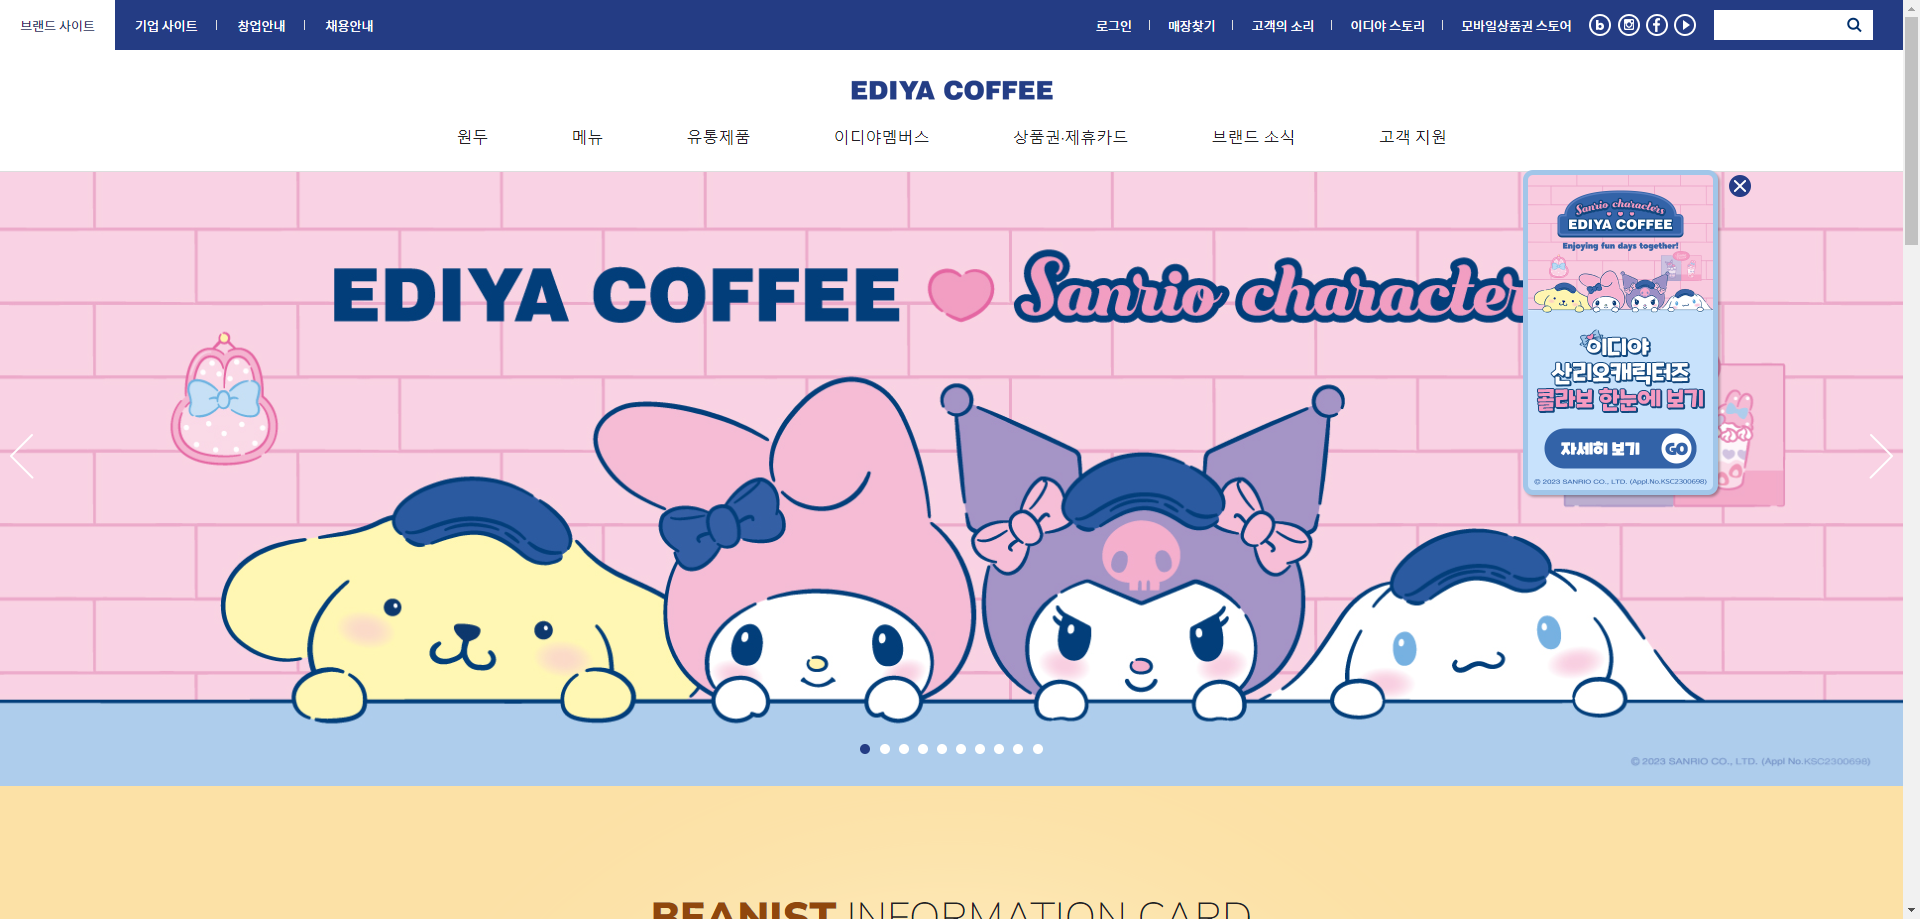 브랜드 사이트
기업 사이트
창업안내
채용안내
로그인
매장찾기
고객의 소리
이디야 스토리
모바일상품권 스토어
EDIYA COFFEE
원두
메뉴
유통제품
이디야멤버스
상품권·제휴카드
브랜드 소식
고객 지원
EDIYA COFFEE
Sanrio character
Sanrio characters
EDIYA COFFEE
Enjoying fun days together!
이디야
산리오캐릭터즈
콜라보 한눈에 보기
자세히 보기 GO
© 2023 SANRIO CO., LTD. (Appl.No.KSC2300698)
© 2023 SANRIO CO., LTD. (Appl No.KSC2300698)
BEANIST INFORMATION CARD